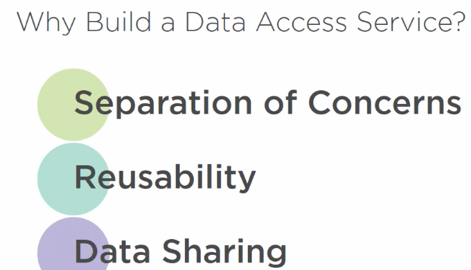 Why Build a Data Access Service?
Separation of Concerns
Reusability
Data Sharing